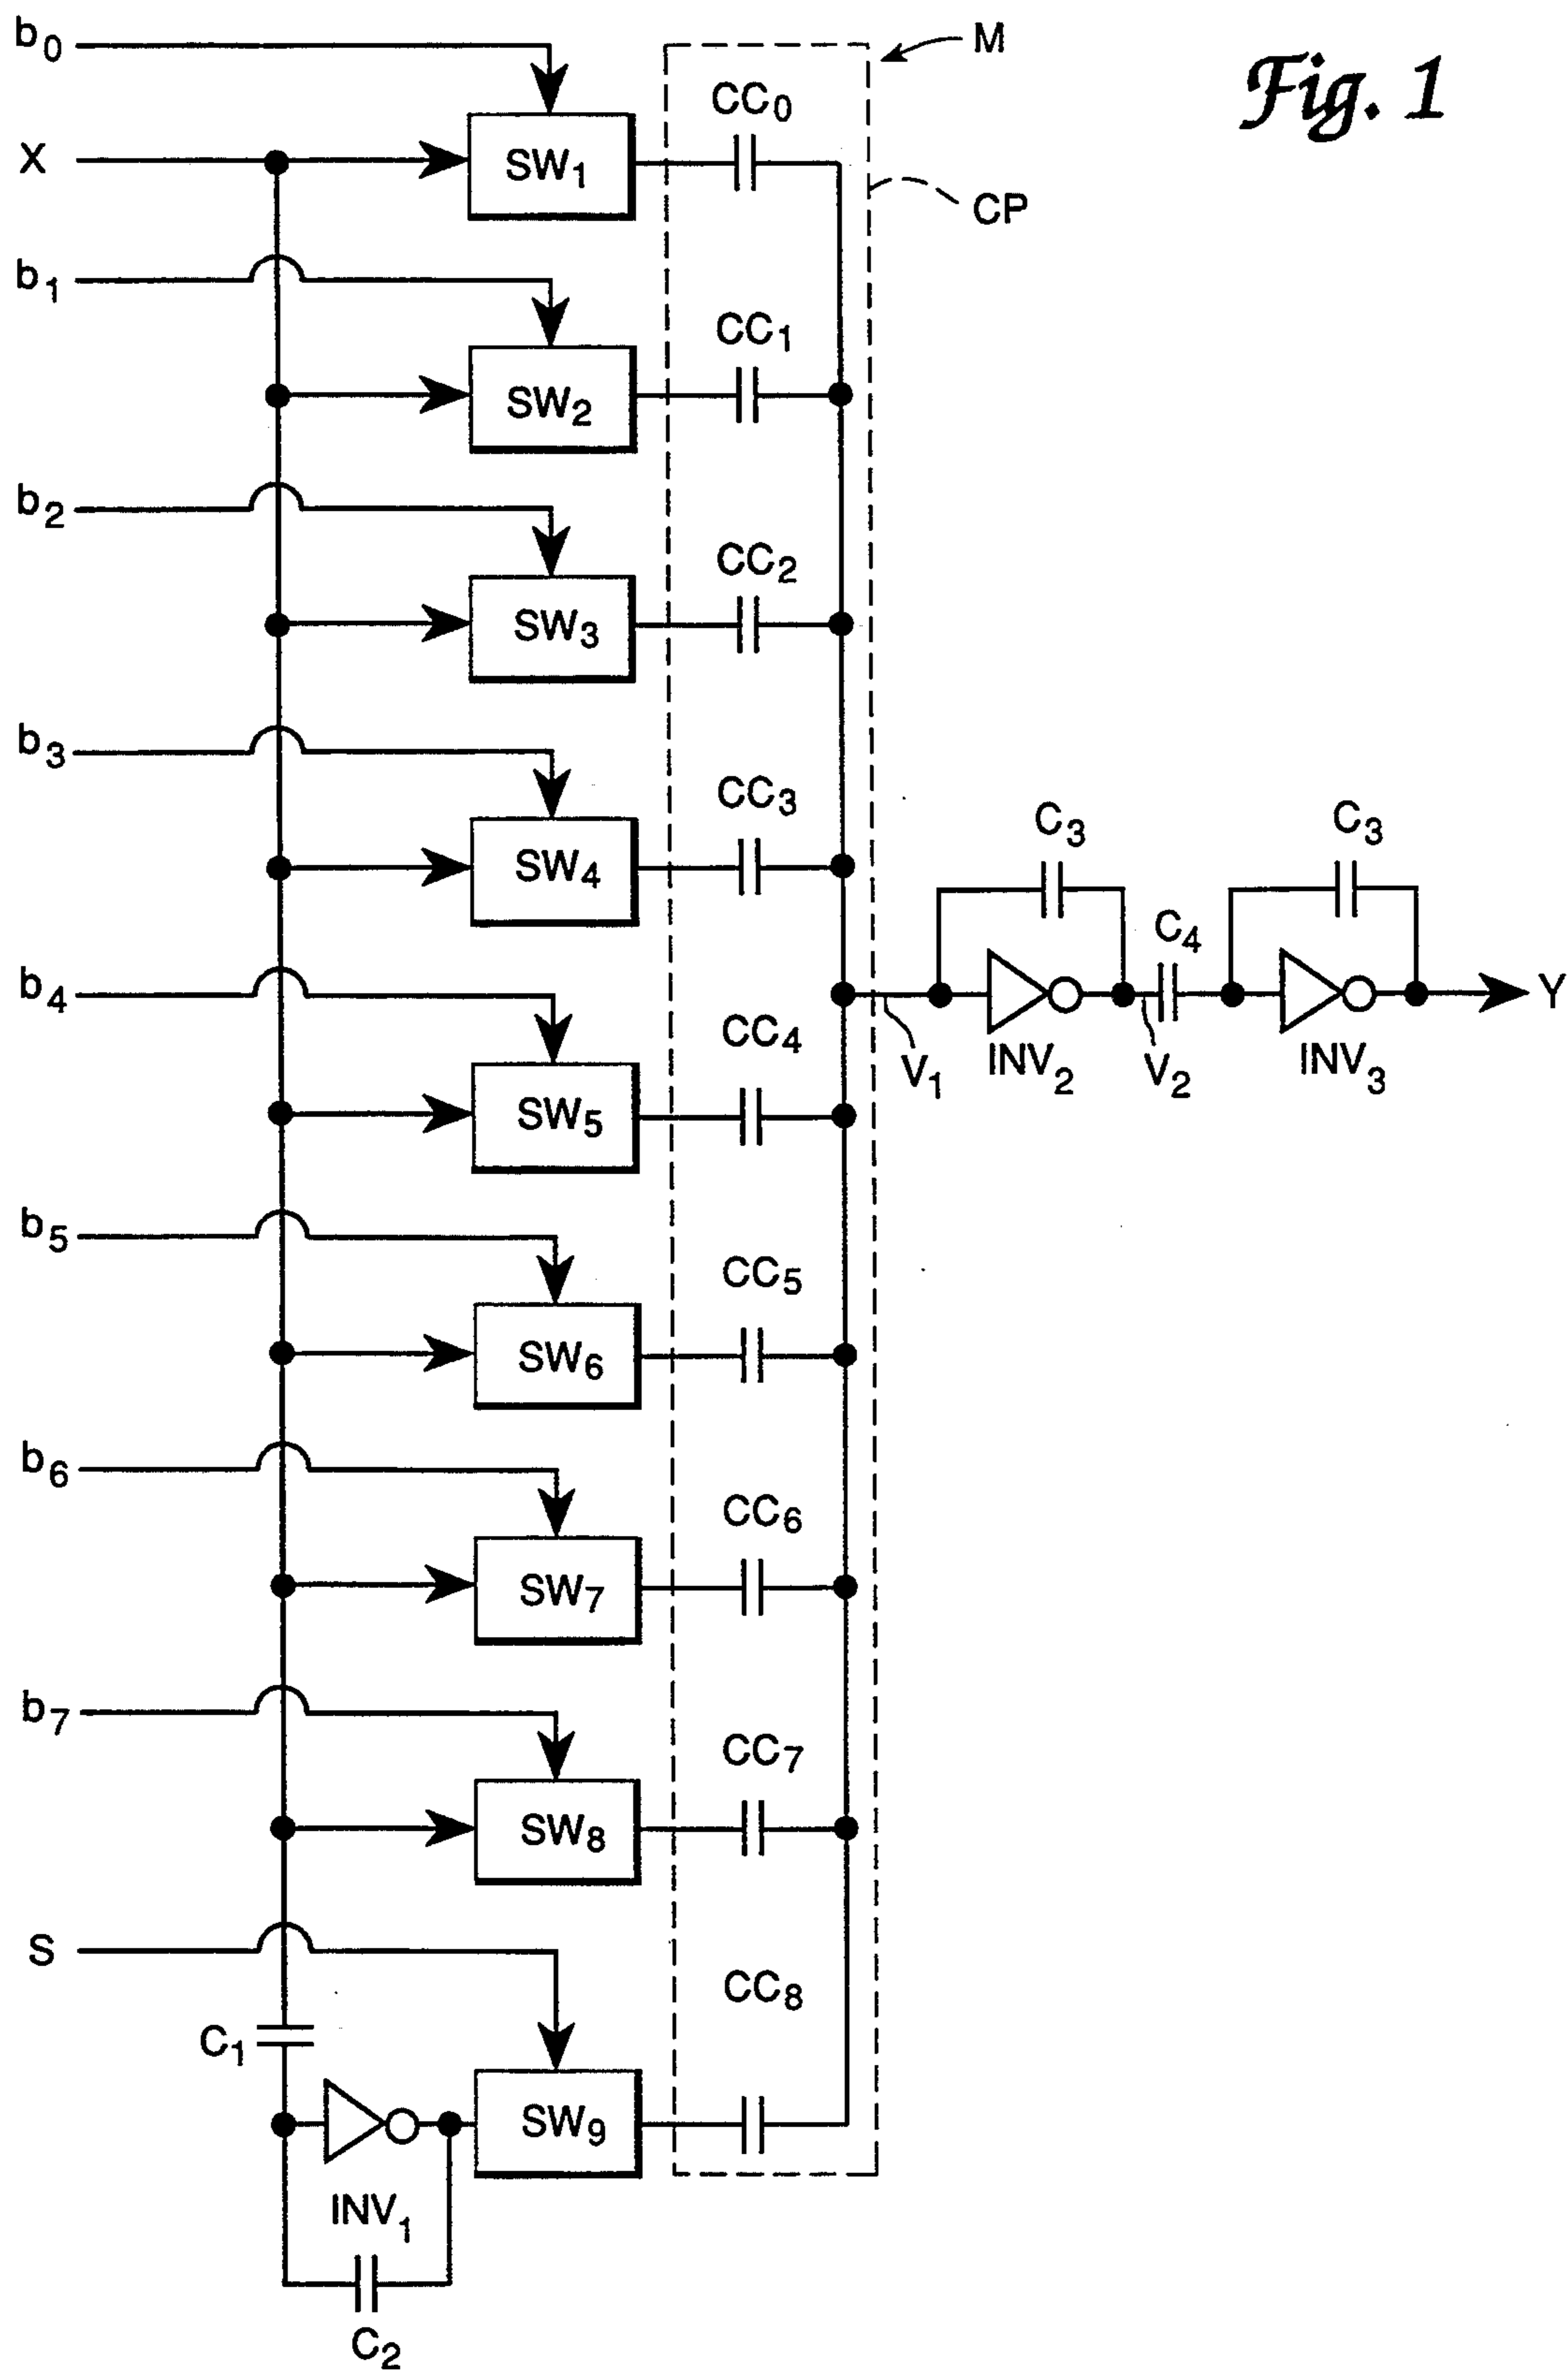 Fig. 1
M
CP
b0
X
SW1
CC0
b1
SW2
CC1
b2
SW3
CC2
b3
SW4
CC3
b4
SW5
CC4
b5
SW6
CC5
b6
SW7
CC6
b7
SW8
CC7
S
SW9
CC8
C1
INV1
C2
V1
C3
INV2
V2
C4
C3
INV3
Y